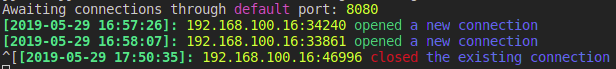 Awaiting connections through default port: 8080
[2019-05-29 16:57:26]: 192.168.100.16:34240 opened a new connection
[2019-05-29 16:58:07]: 192.168.100.16:33861 opened a new connection
^[[2019-05-29 17:50:35]: 192.168.100.16:46996 closed the existing connection